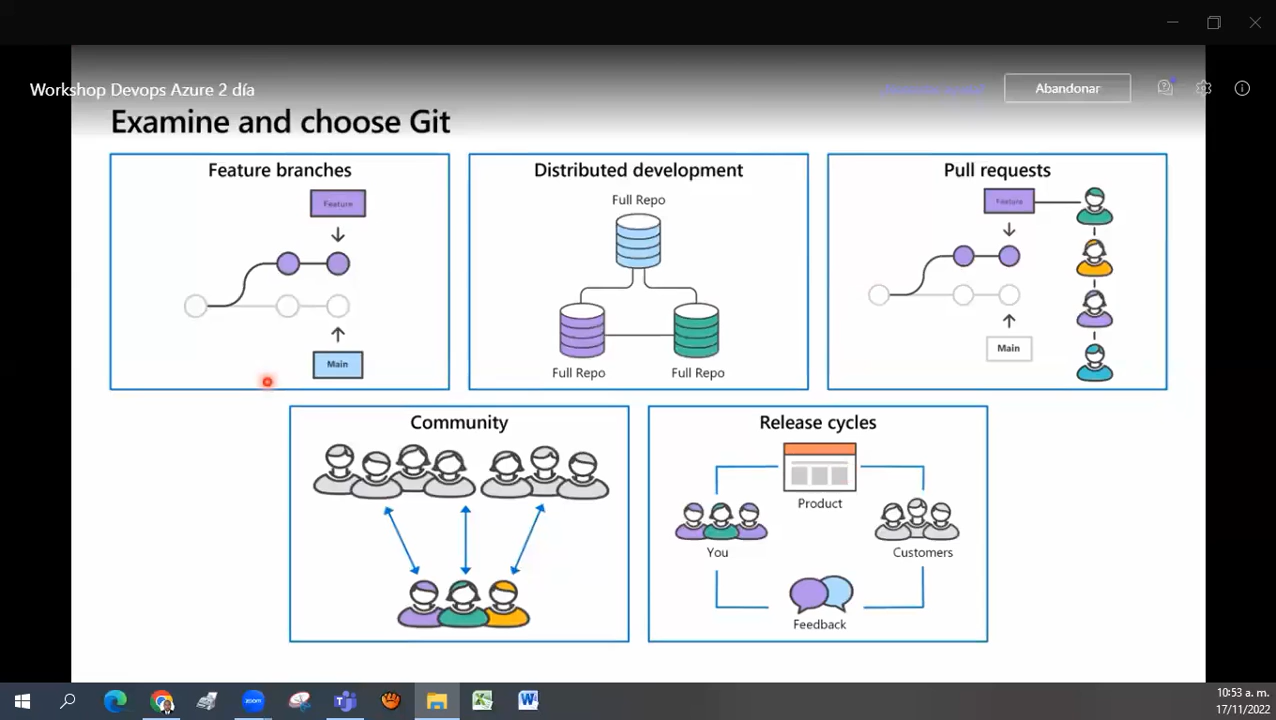 Workshop Devops Azure 2 día
Abandonar
Examine and choose Git
Feature branches
Feature
Main
Distributed development
Full Repo
Full Repo
Full Repo
Pull requests
Feature
Main
Community
Release cycles
Product
You
Customers
Feedback
zoom
10:53 a. m.
17/11/2022